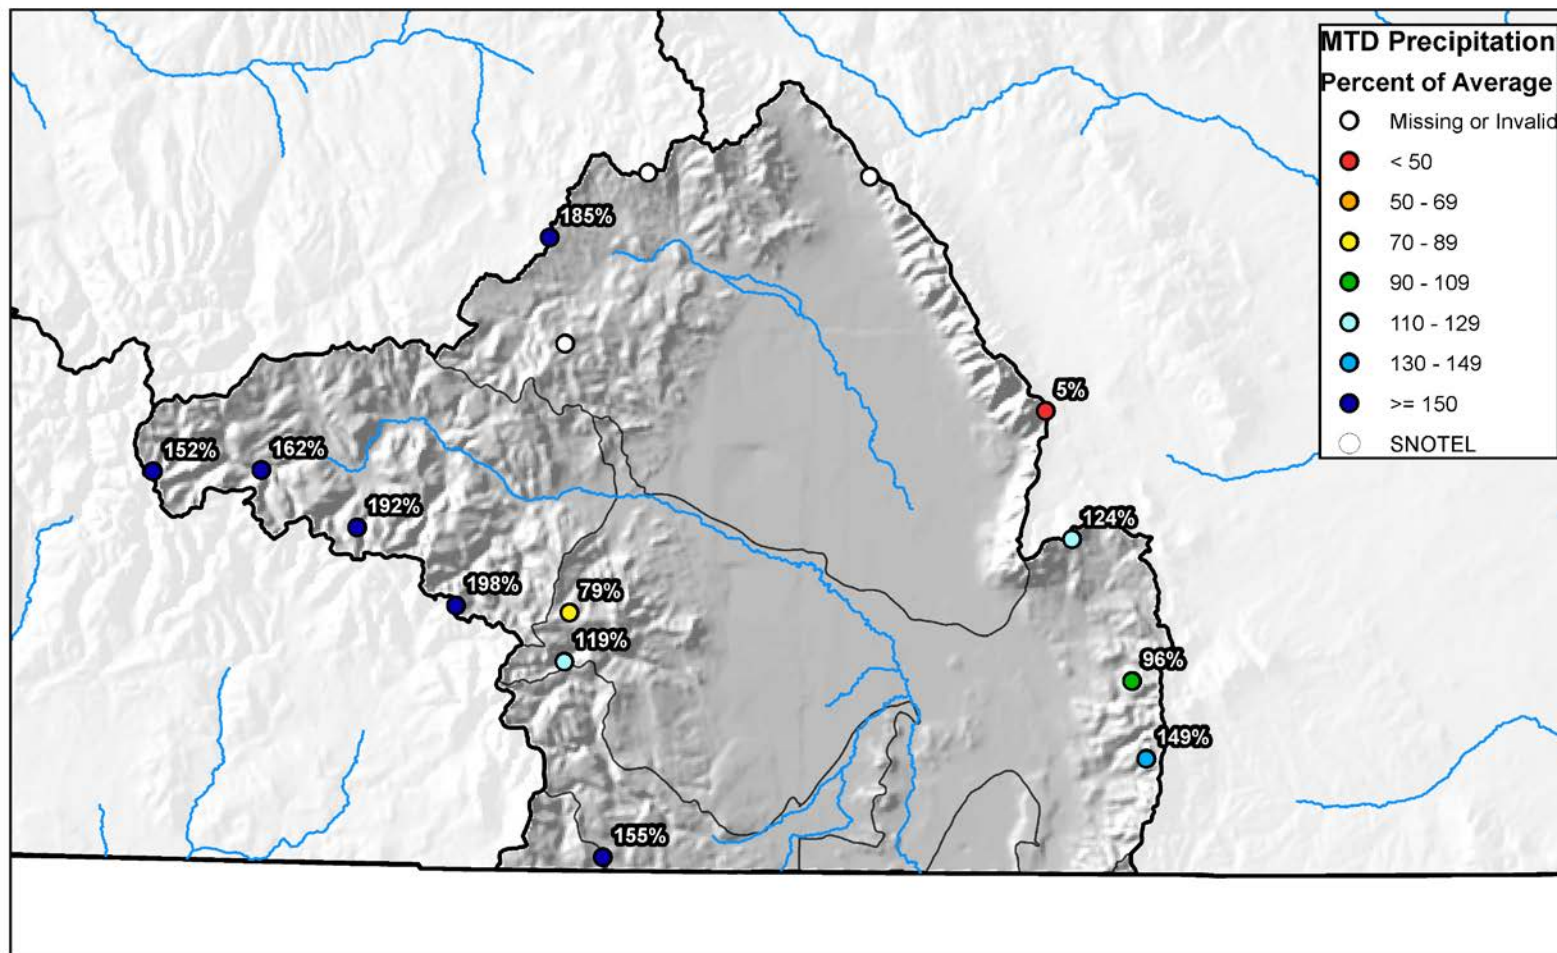 MTD Precipitation
Percent of Average
Missing or Invalid
< 50
50 - 69
70 - 89
90 - 109
110 - 129
130 - 149
>= 150
SNOTEL
185%
5%
152%
162%
192%
124%
198%
79%
119%
96%
149%
155%